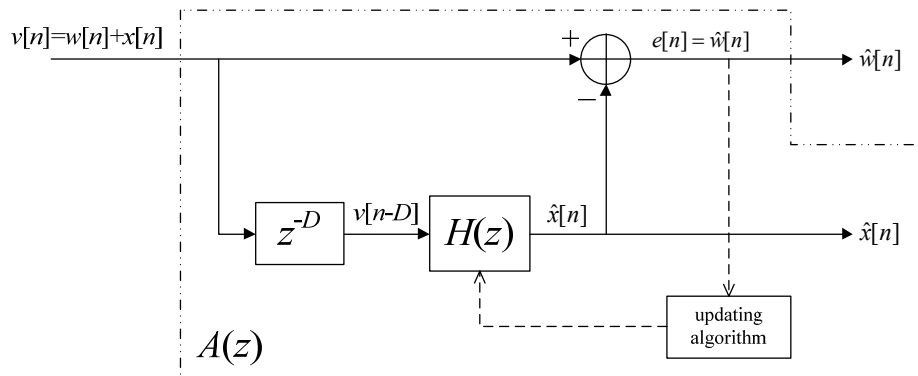 v[n]=w[n]+x[n]
+
e[n] = ŵ[n]
ŵ[n]
−
z^-D
v[n-D]
H(z)
x̂[n]
x̂[n]
updating
algorithm
A(z)